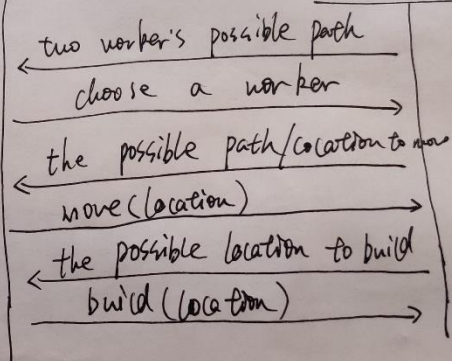 two worker's possible path
choose a worker
the possible path/location to move
move(location)
the possible location to build
build(location)